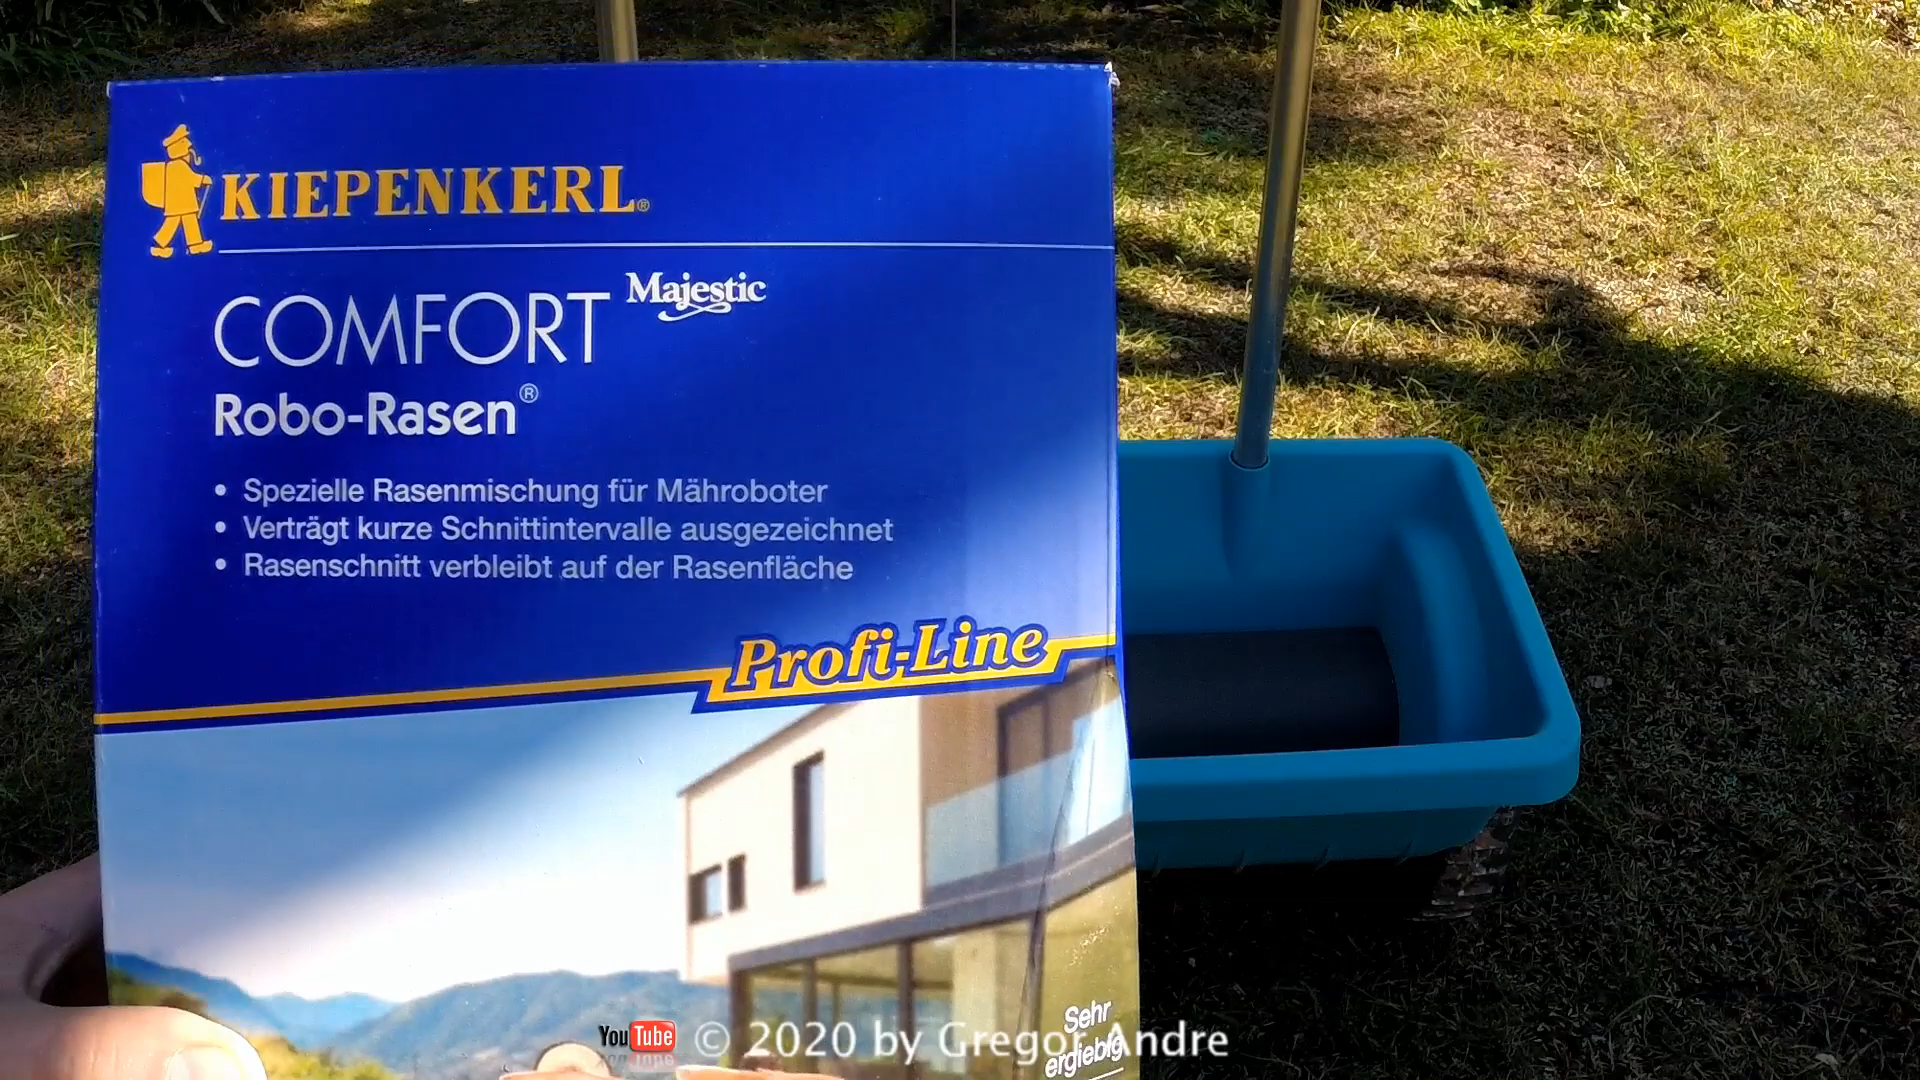 KIEPENKERL®
COMFORT Majestic
Robo-Rasen®
• Spezielle Rasenmischung für Mähroboter
• Verträgt kurze Schnittintervalle ausgezeichnet
• Rasenschnitt verbleibt auf der Rasenfläche
Profi-Line
Sehr
ergiebig
YouTube © 2020 by Gregor Andre